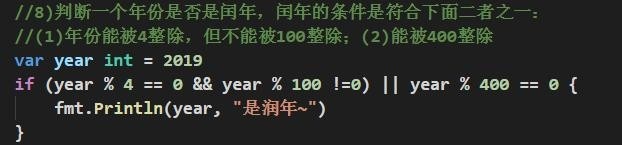 //8)判断一个年份是否是闰年，闰年的条件是符合下面二者之一：
//(1)年份能被4整除，但不能被100整除；(2)能被400整除
var year int = 2019
if (year % 4 == 0 && year % 100 !=0) || year % 400 == 0 {
    fmt.Println(year, "是润年~")
}